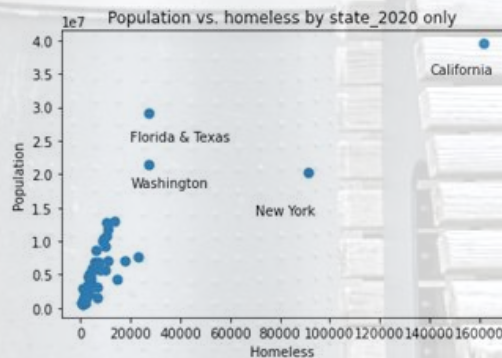 Population vs. homeless by state_2020 only
1e7
4.0
3.5
3.0
2.5
2.0
1.5
1.0
0.5
0.0
Population
California
Florida & Texas
Washington
New York
0 20000 40000 60000 80000 100000 120000 140000 160000
Homeless